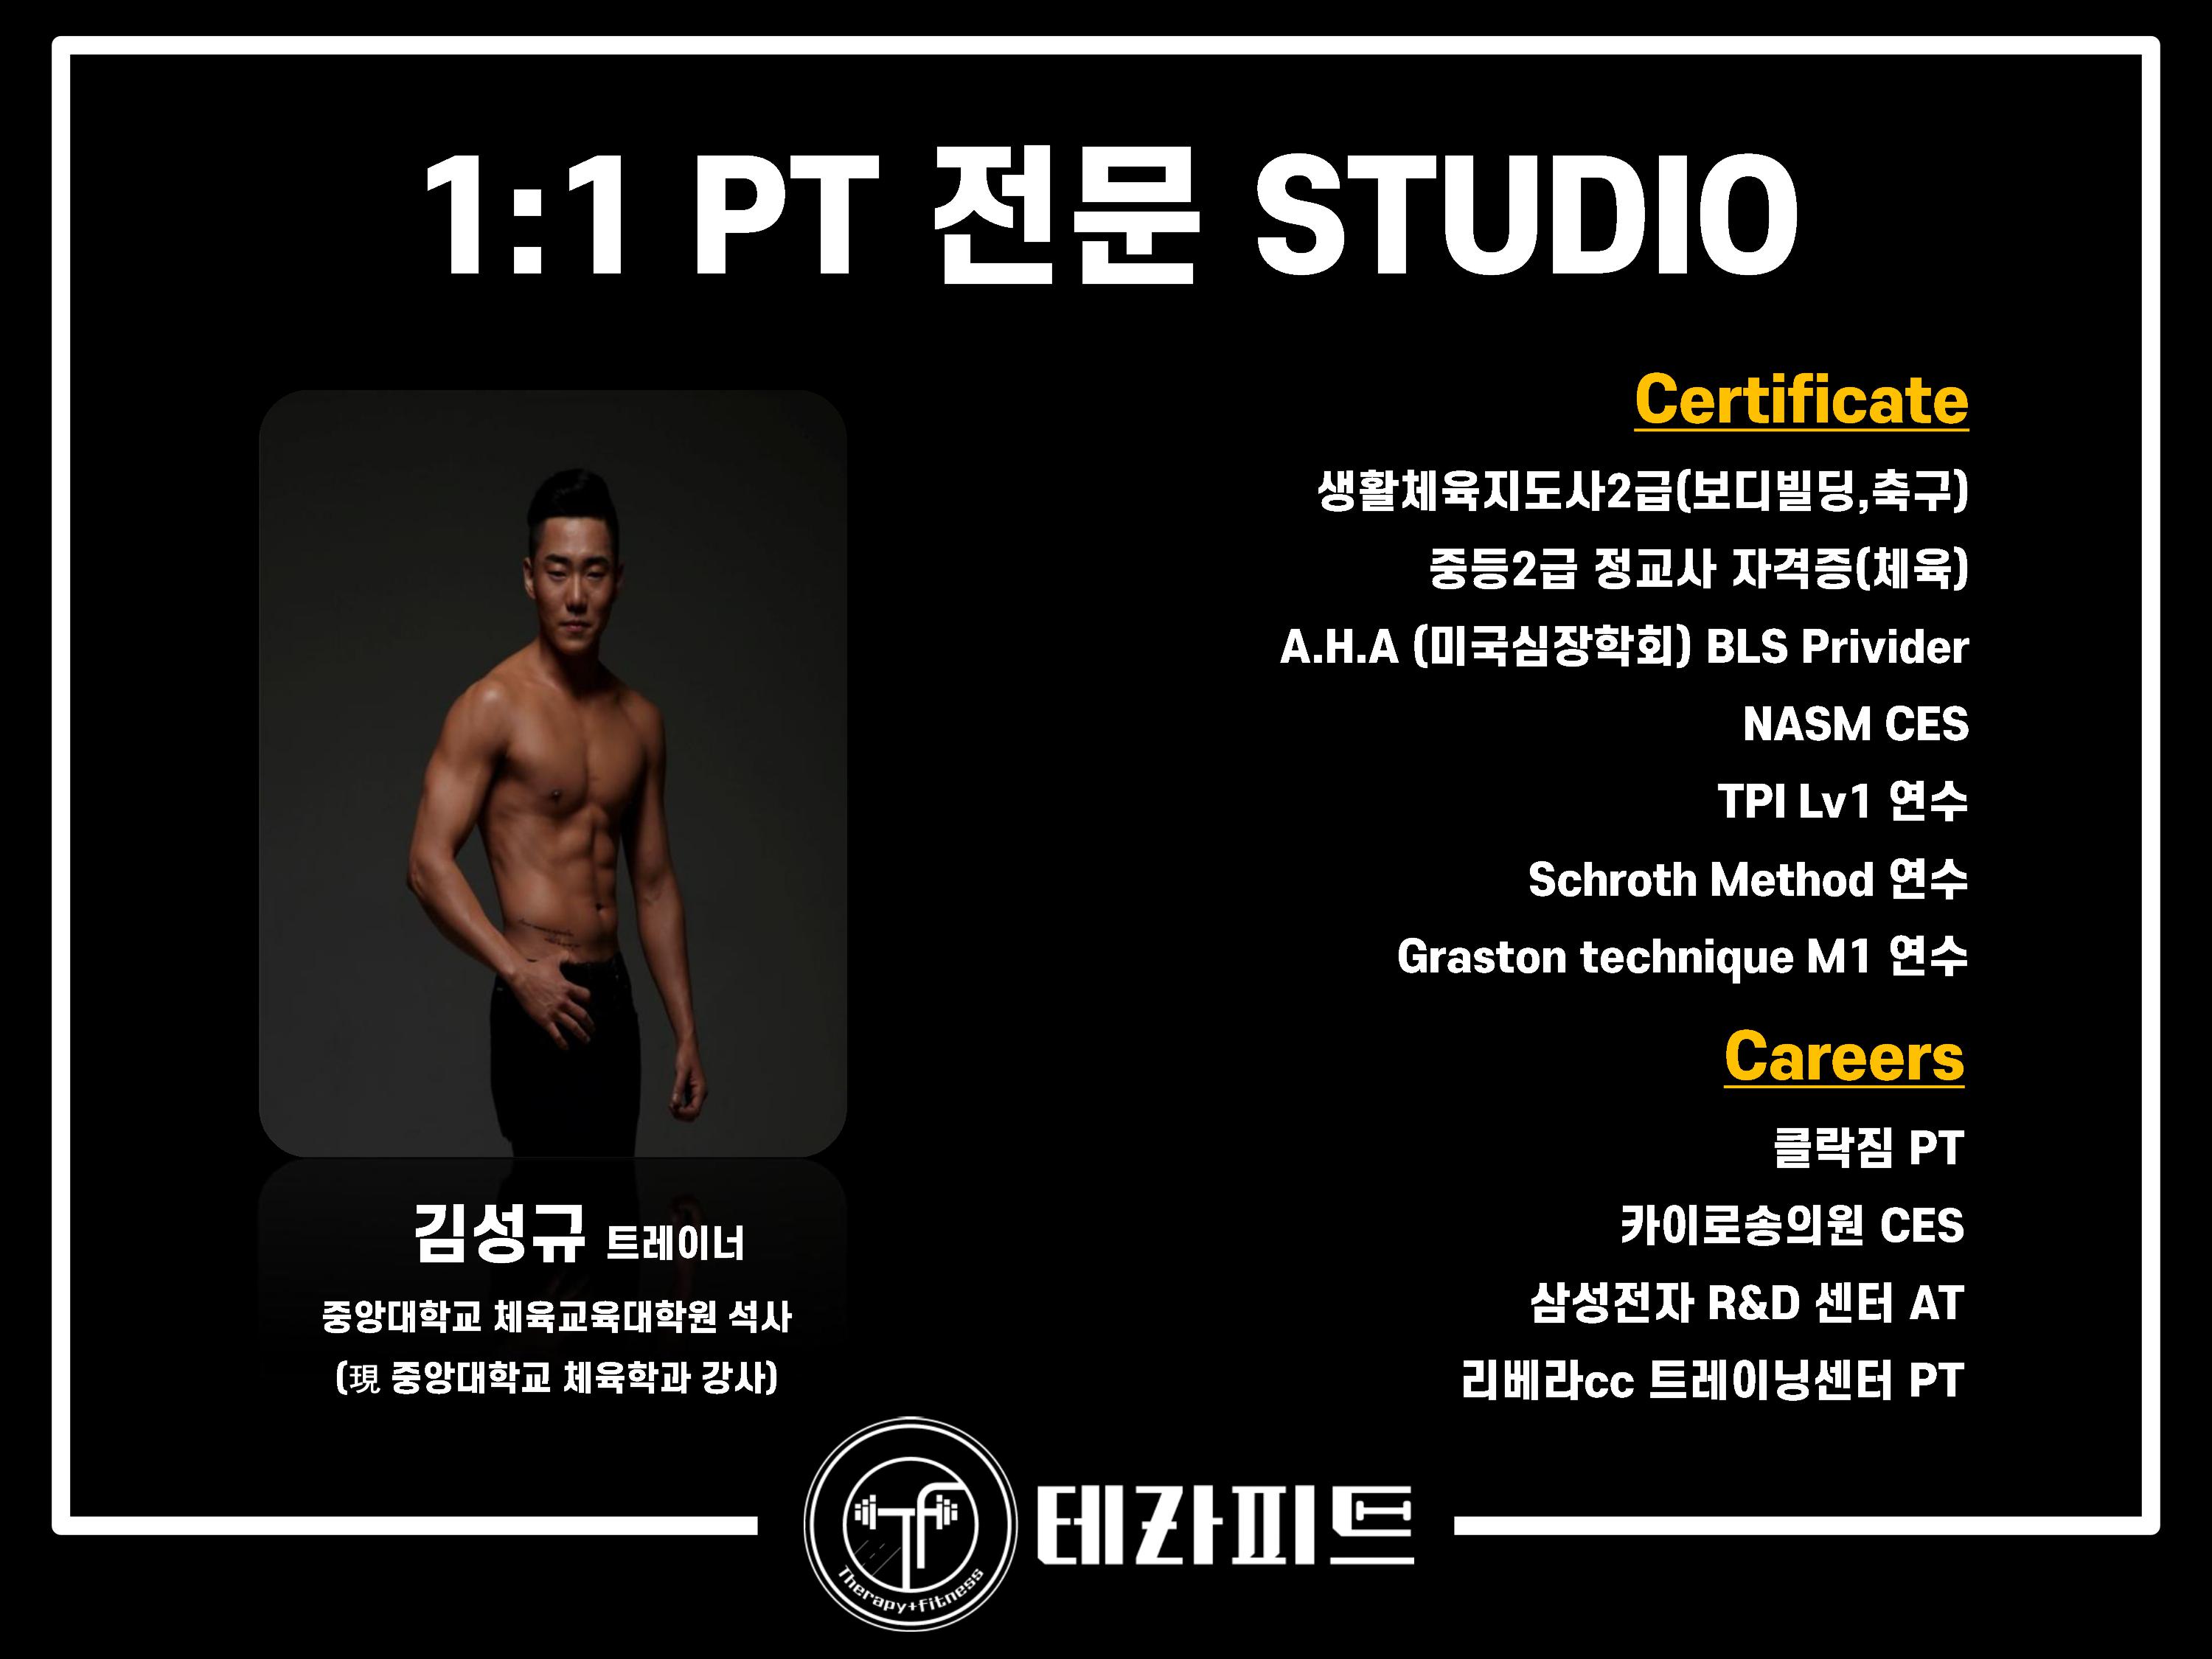 1:1 PT 전문 STUDIO
Certificate
생활체육지도사2급(보디빌딩,축구)
중등2급 정교사 자격증(체육)
A.H.A (미국심장학회) BLS Privider
NASM CES
TPI Lv1 연수
Schroth Method 연수
Graston technique M1 연수
Careers
클락짐 PT
카이로송의원 CES
삼성전자 R&D 센터 AT
리베라cc 트레이닝센터 PT
김성규 트레이너
중앙대학교 체육교육대학원 석사
(現 중앙대학교 체육학과 강사)
TF
Therapy+fitness
테라피트